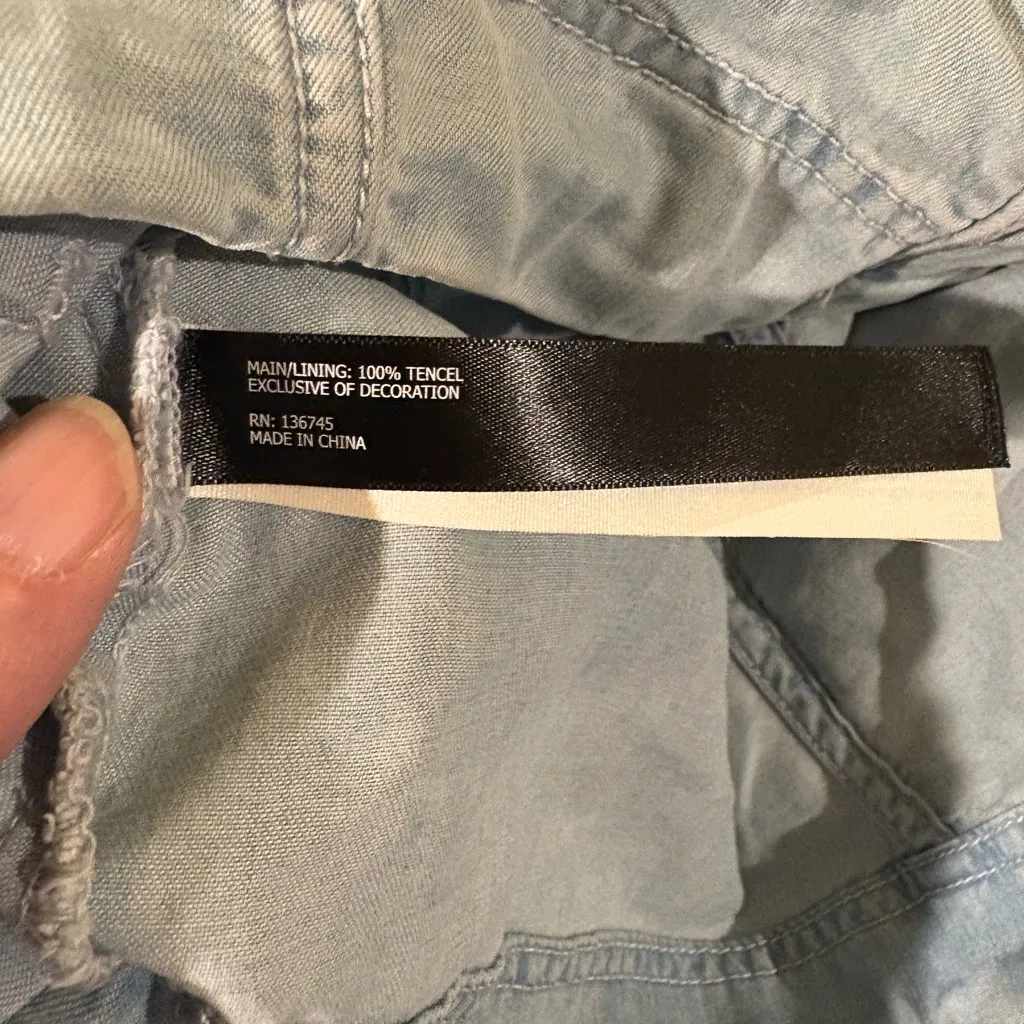 MAIN/LINING: 100% TENCEL
EXCLUSIVE OF DECORATION
RN: 136745
MADE IN CHINA